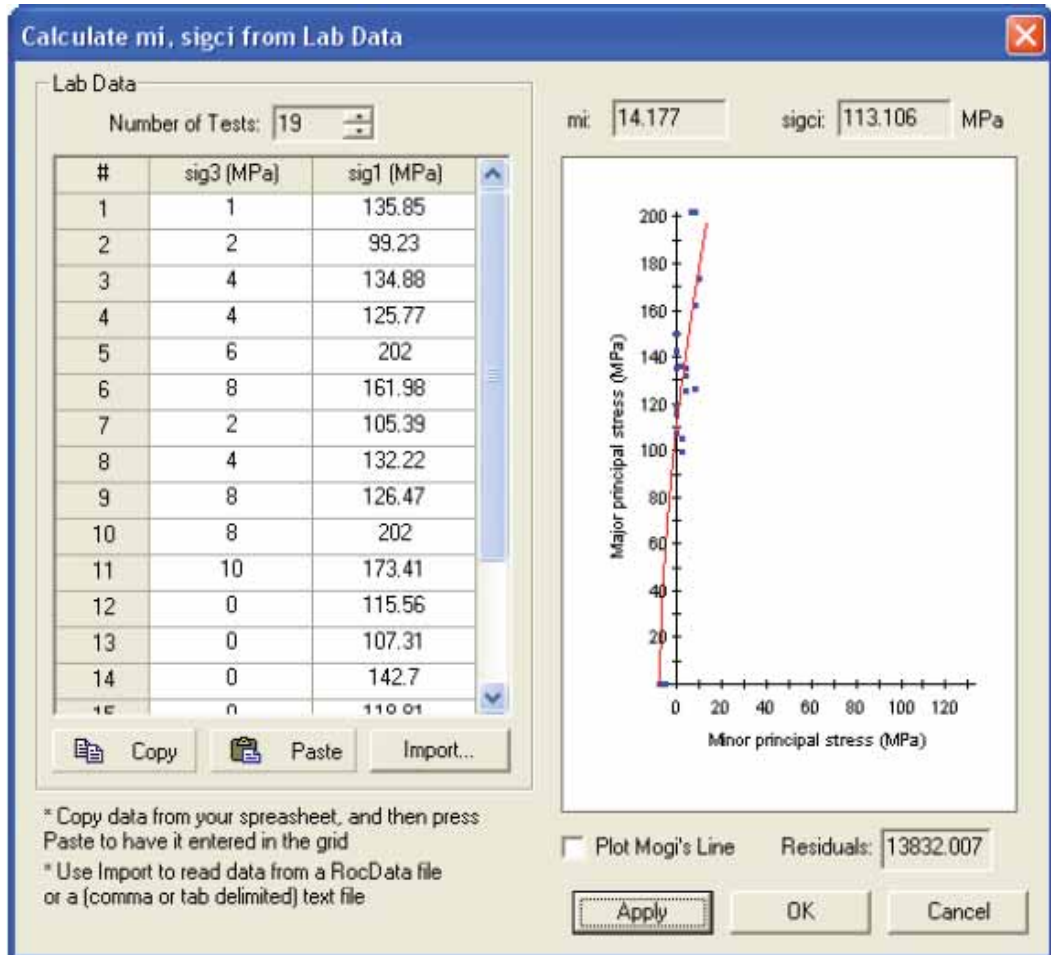 Calculate mi, sigci from Lab Data
Lab Data
Number of Tests: 19
# sig3 (MPa) sig1 (MPa)
1 1 135.85
2 2 99.23
3 4 134.88
4 4 125.77
5 6 202
6 8 161.98
7 2 105.39
8 4 132.22
9 8 126.47
10 8 202
11 10 173.41
12 0 115.56
13 0 107.31
14 0 142.7
15 0
Copy Paste Import...
* Copy data from your spreasheet, and then press
Paste to have it entered in the grid
* Use Import to read data from a RocData file
or a (comma or tab delimited) text file
mi: 14.177 sigci: 113.106 MPa
Major principal stress (MPa)
200
180
160
140
120
100
80
60
40
20
0 20 40 60 80 100 120
Minor principal stress (MPa)
Plot Mogi's Line Residuals: 13832.007
Apply OK Cancel